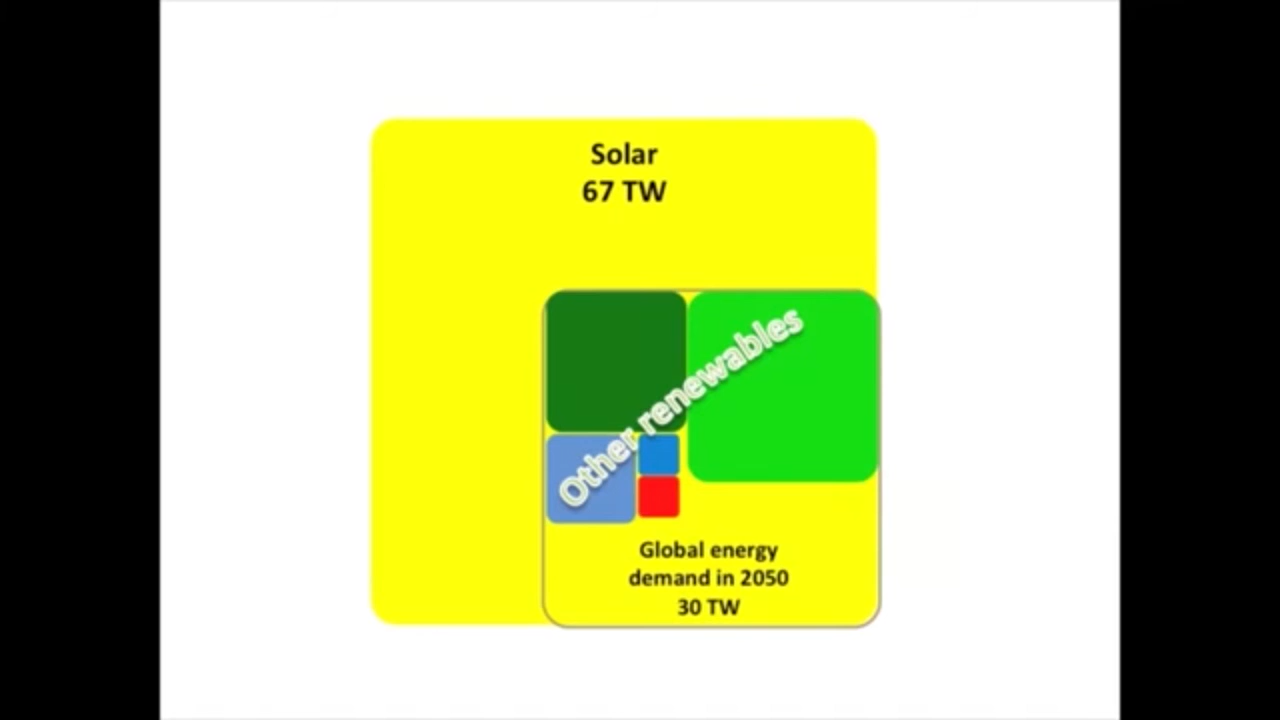 Solar
67 TW
Other renewables
Global energy
demand in 2050
30 TW